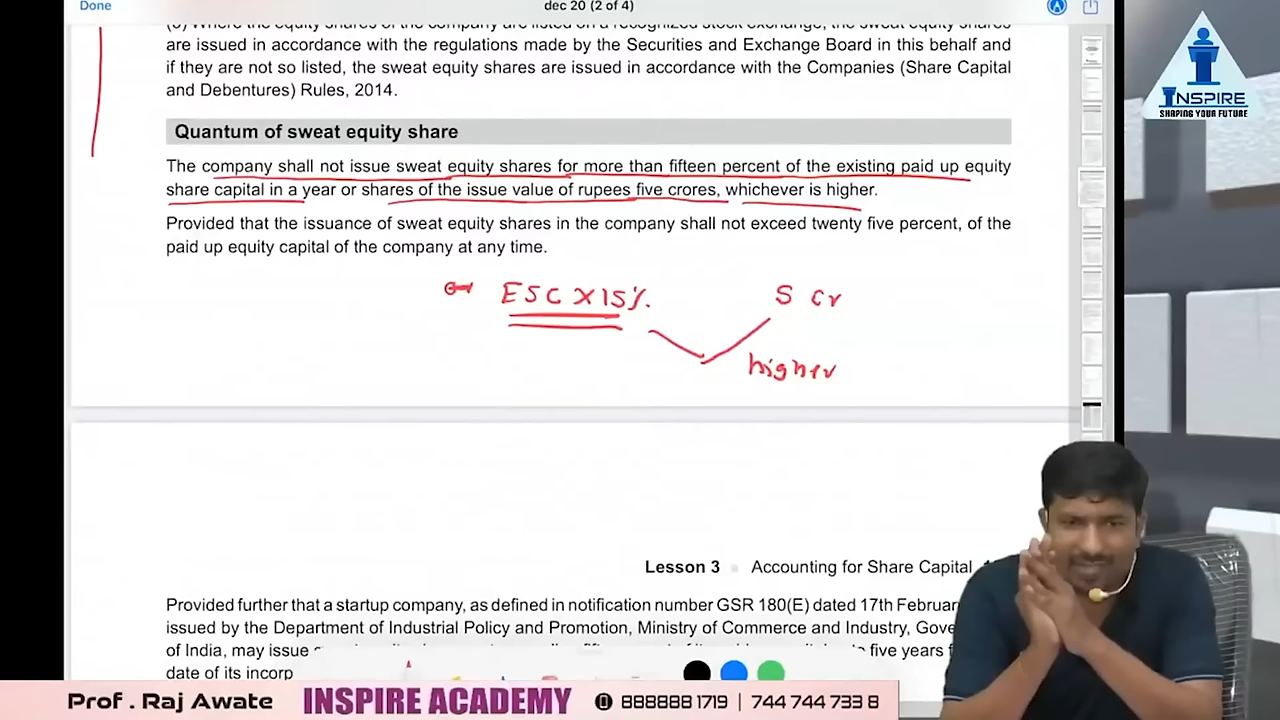 Done
dec 20 (2 of 4)
INSPIRE
SHAPING YOUR FUTURE
are issued in accordance with the regulations made by the Securities and Exchange Board in this behalf and
if they are not so listed, the sweat equity shares are issued in accordance with the Companies (Share Capital
and Debentures) Rules, 2014.
Quantum of sweat equity share
The company shall not issue sweat equity shares for more than fifteen percent of the existing paid up equity
share capital in a year or shares of the issue value of rupees five crores, whichever is higher.
Provided that the issuance of sweat equity shares in the company shall not exceed twenty five percent, of the
paid up equity capital of the company at any time.
ESC X 15%.
5 Cr
higher
Lesson 3 Accounting for Share Capital
Provided further that a startup company, as defined in notification number GSR 180(E) dated 17th
issued by the Department of Industrial Policy and Promotion, Ministry of Commerce and Industry,
of India, may issue
five years
date of its
Prof . Raj Awate INSPIRE ACADEMY 888888 1719 | 744 744 733 8